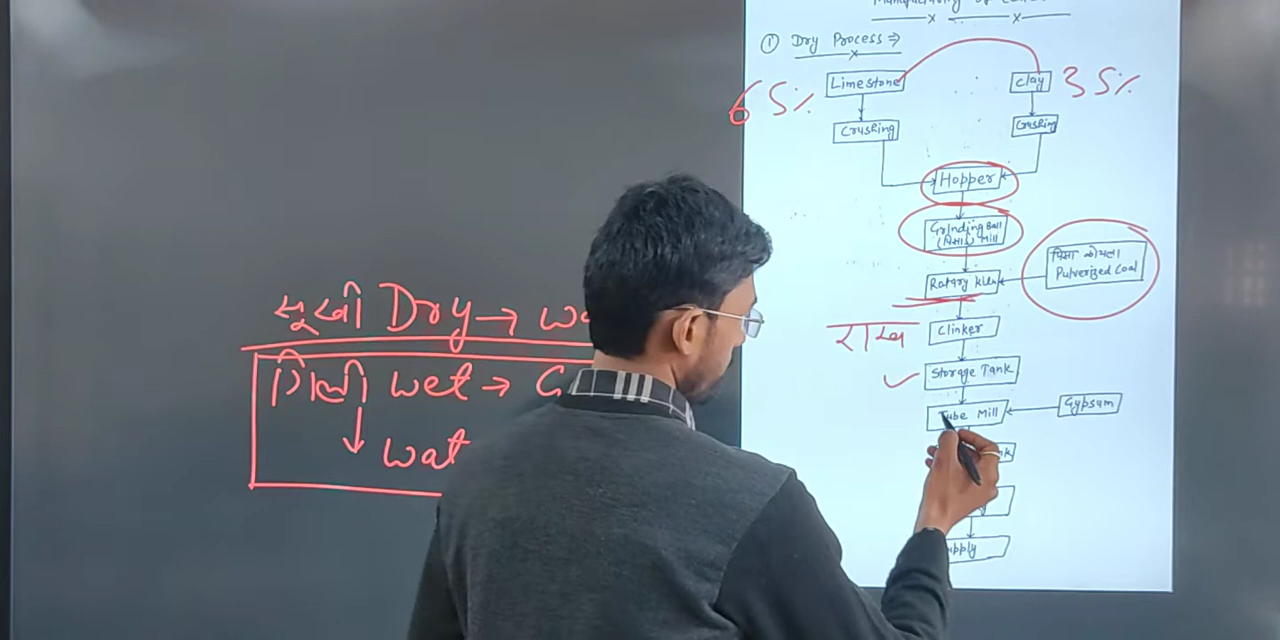 ① Dry Process ⇒
65% Limestone clay 35%
Crushing Crushing
Hopper
Grinding Ball
(पिसाई) Mill
पिसा कोयला
Pulverized Coal
Rotary kiln
राख Clinker
Storage Tank
Tube Mill Gypsum
सूखी Dry →
गिली wet →